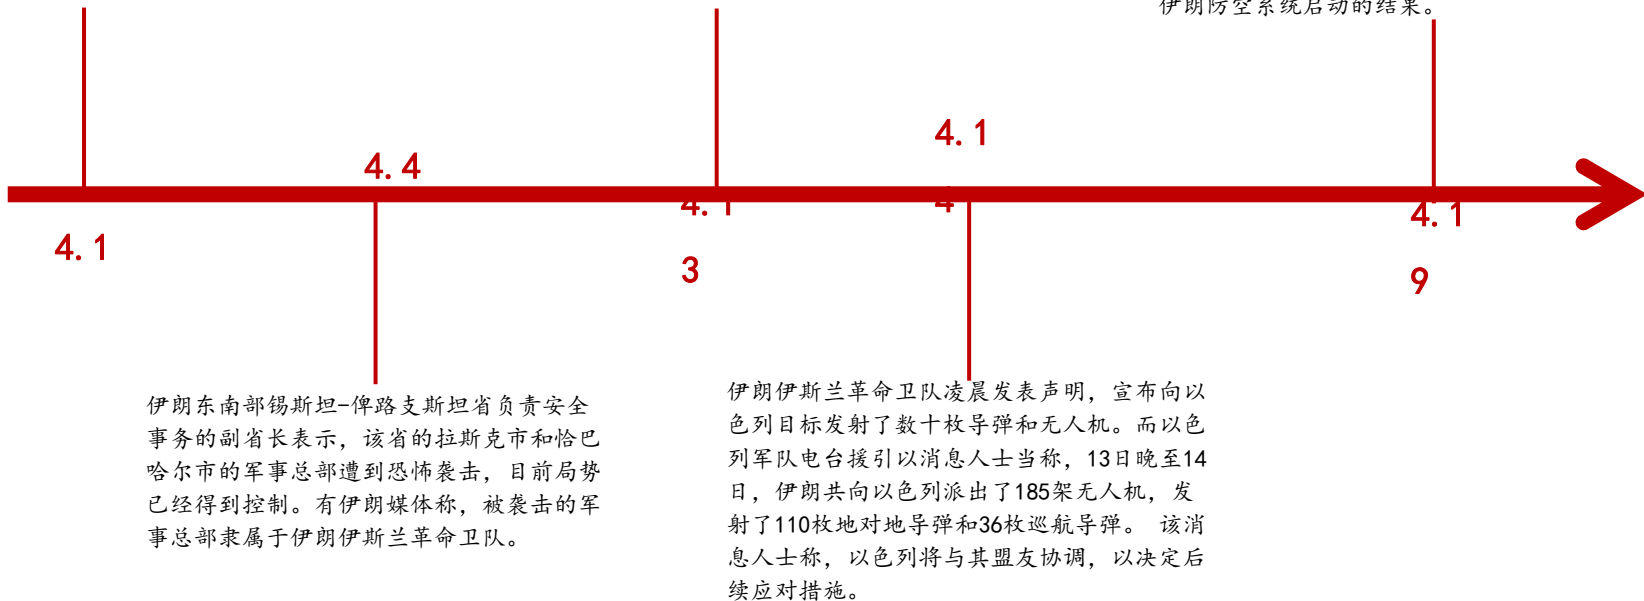 伊朗防空系统启动的结果。
4.1
4.4
4.1
3
4.1
4
4.1
9
伊朗东南部锡斯坦-俾路支斯坦省负责安全
事务的副省长表示，该省的拉斯克市和恰巴
哈尔市的军事总部遭到恐怖袭击，目前局势
已经得到控制。有伊朗媒体称，被袭击的军
事总部隶属于伊朗伊斯兰革命卫队。
伊朗伊斯兰革命卫队凌晨发表声明，宣布向以
色列目标发射了数十枚导弹和无人机。而以色
列军队电台援引以消息人士当称，13日晚至14
日，伊朗共向以色列派出了185架无人机，发
射了110枚地对地导弹和36枚巡航导弹。 该消
息人士称，以色列将与其盟友协调，以决定后
续应对措施。